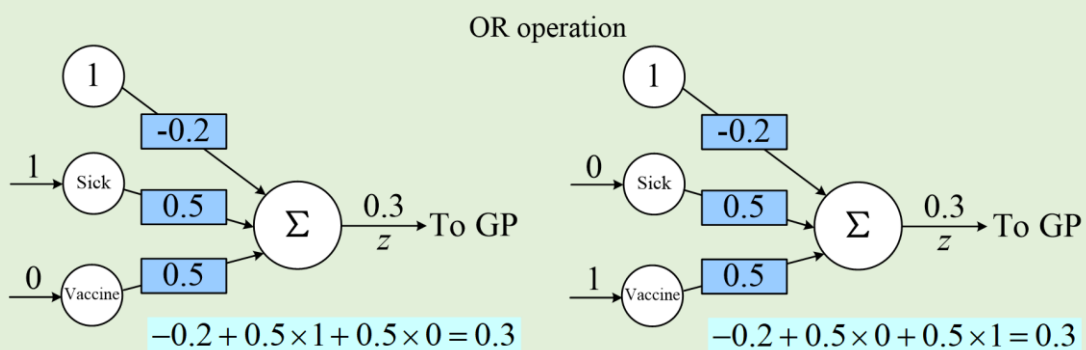 OR operation
1
-0.2
1
Sick
0.5
Σ
0.3
z
To GP
0
Vaccine
0.5
−0.2 + 0.5 × 1 + 0.5 × 0 = 0.3
1
-0.2
0
Sick
0.5
Σ
0.3
z
To GP
1
Vaccine
0.5
−0.2 + 0.5 × 0 + 0.5 × 1 = 0.3